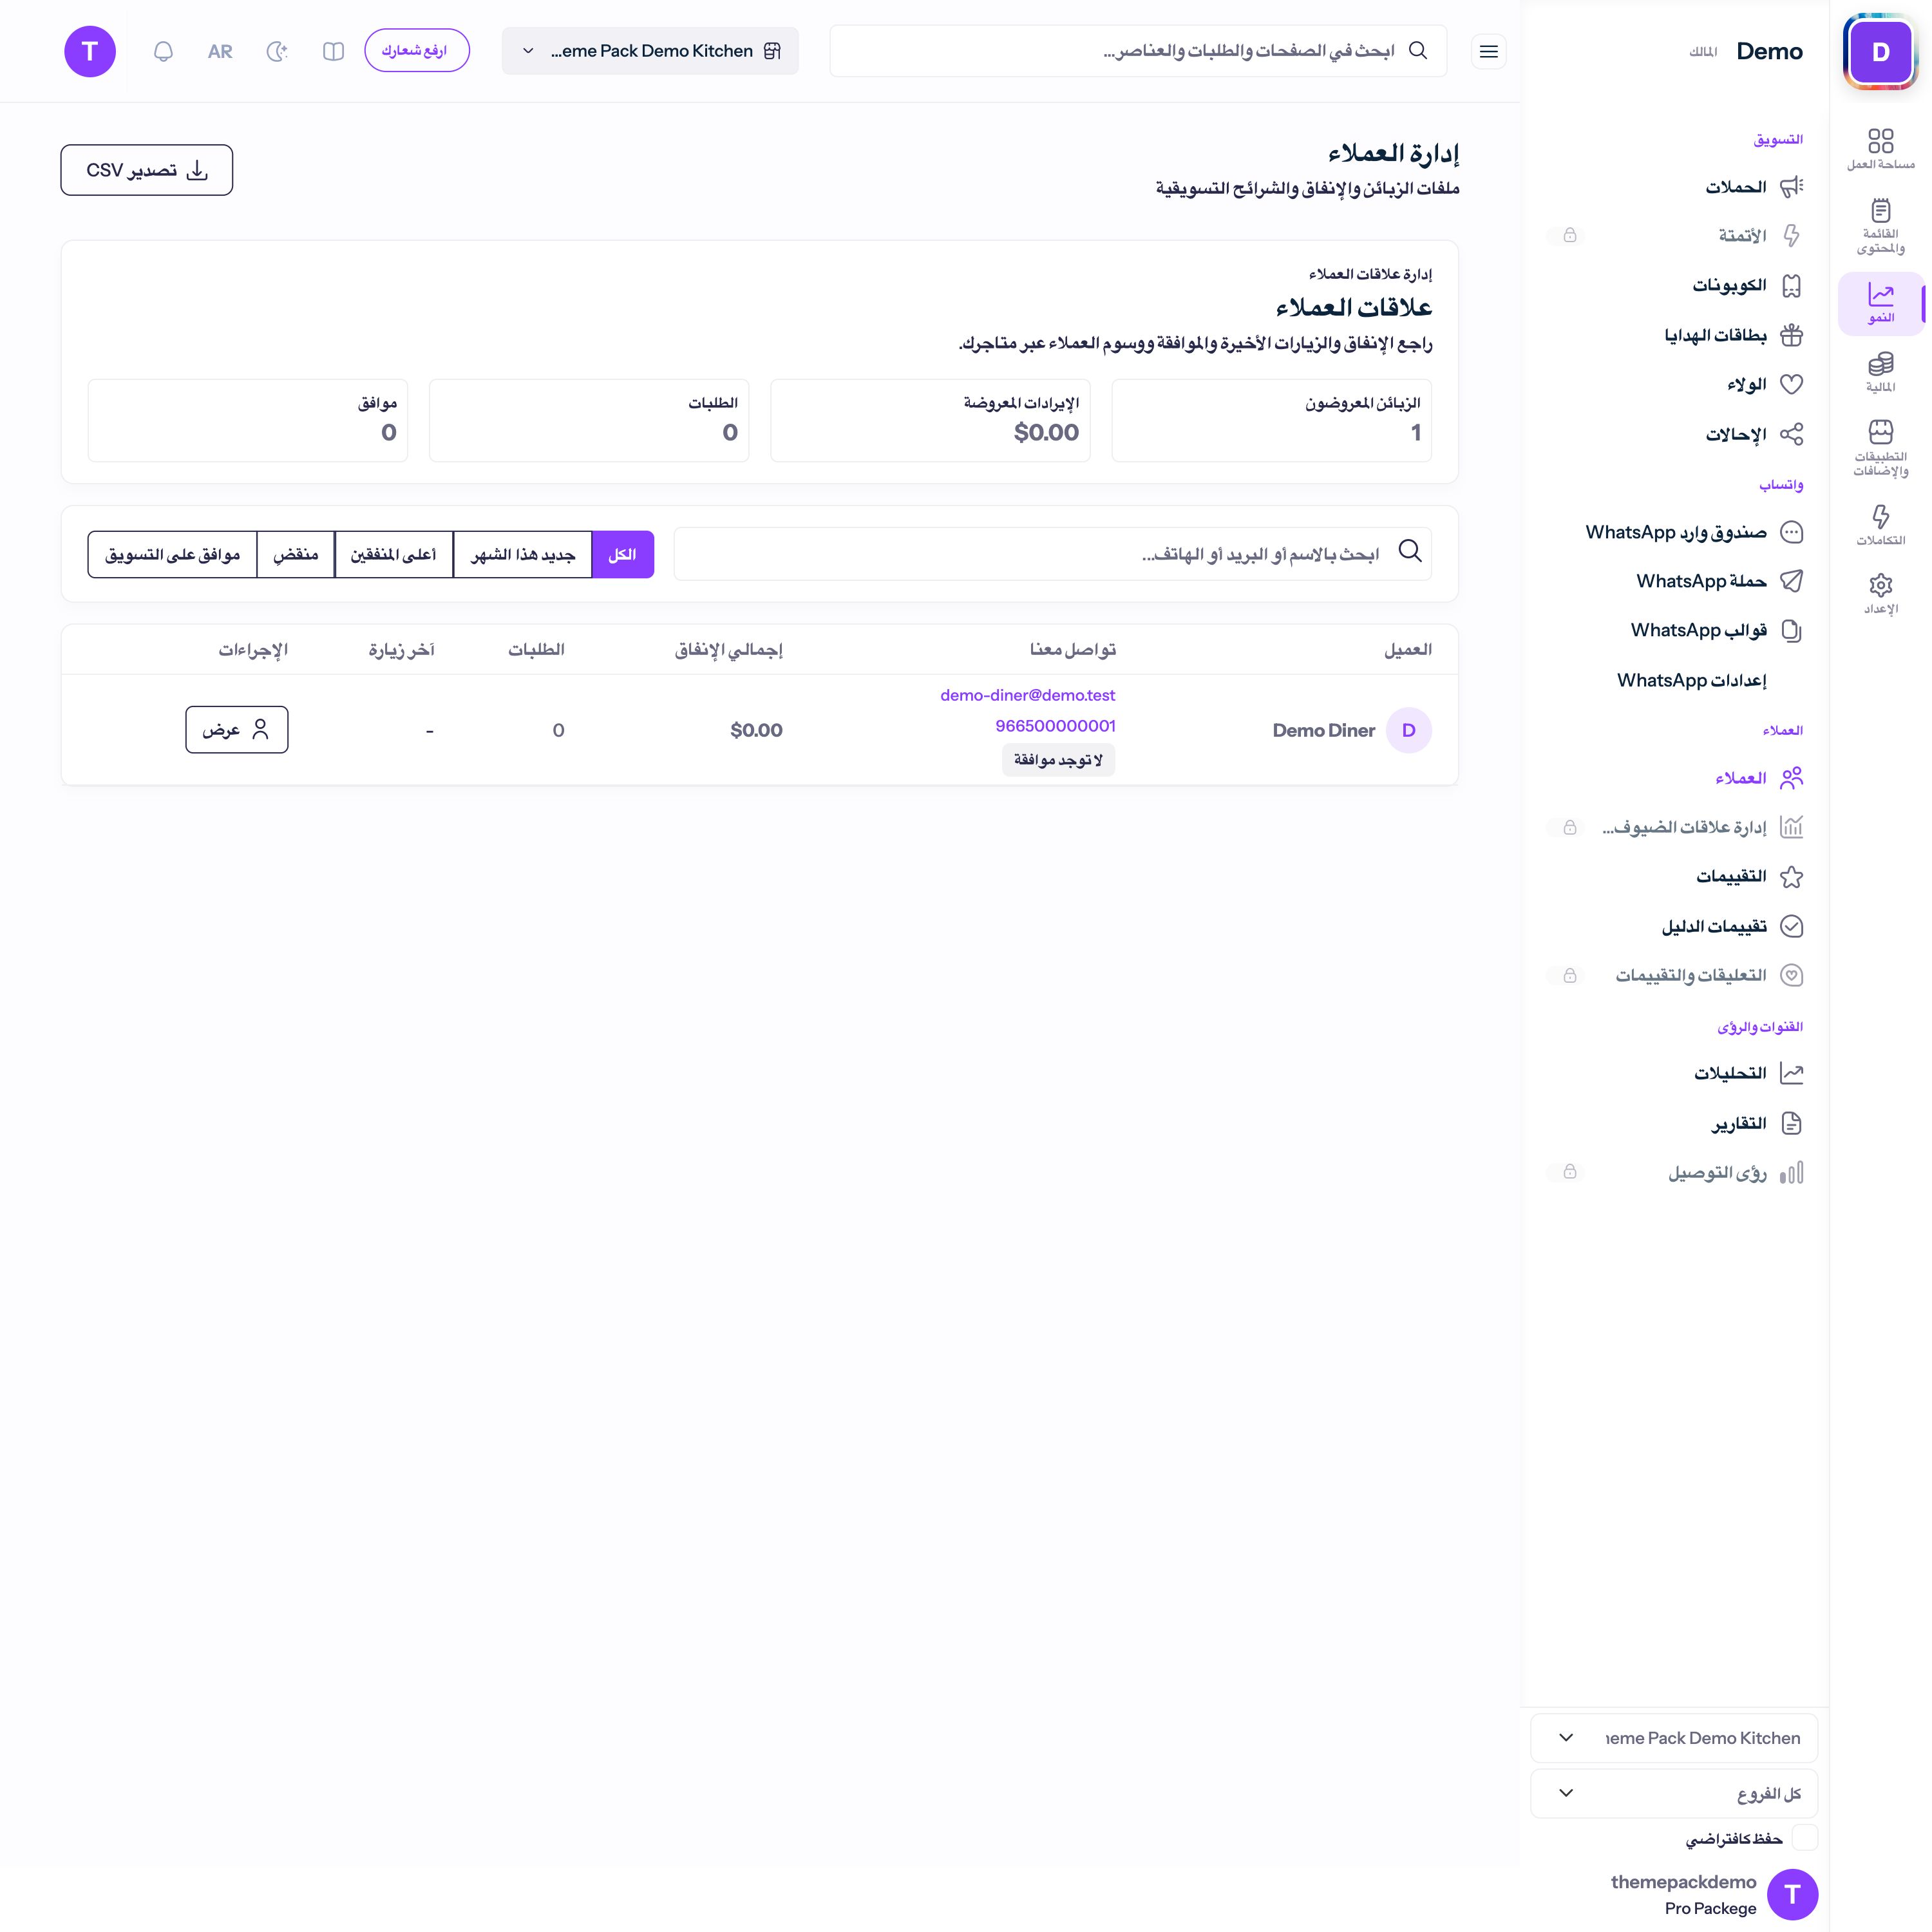 D
مساحة العمل
القائمة
والمحتوى
النمو
المالية
التطبيقات
والإضافات
التكاملات
الإعداد
Demo المالك
التسويق
الحملات
الأتمتة
الكوبونات
بطاقات الهدايا
الولاء
الإحالات
واتساب
صندوق وارد WhatsApp
حملة WhatsApp
قوالب WhatsApp
إعدادات WhatsApp
العملاء
العملاء
إدارة علاقات الضيوف...
التقييمات
تقييمات الدليل
التعليقات والتقييمات
القنوات والرؤى
التحليلات
التقارير
رؤى التوصيل
heme Pack Demo Kitchen
كل الفروع
حفظ كافتراضي
T
themepackdemo
Pro Packege
ابحث في الصفحات والطلبات والعناصر...
...eme Pack Demo Kitchen
ارفع شعارك
AR
T
إدارة العملاء
ملفات الزبائن والإنفاق والشرائح التسويقية
تصدير CSV
إدارة علاقات العملاء
علاقات العملاء
راجع الإنفاق والزيارات الأخيرة والموافقة ووسوم العملاء عبر متاجرك.
الزبائن المعروضون
1
الإيرادات المعروضة
$0.00
الطلبات
0
موافق
0
ابحث بالاسم أو البريد أو الهاتف...
الكل جديد هذا الشهر أعلى المنفقين منقضٍ موافق على التسويق
العميل تواصل معنا إجمالي الإنفاق الطلبات آخر زيارة الإجراءات
D Demo Diner
demo-diner@demo.test
966500000001
لا توجد موافقة
$0.00
0
-
عرض